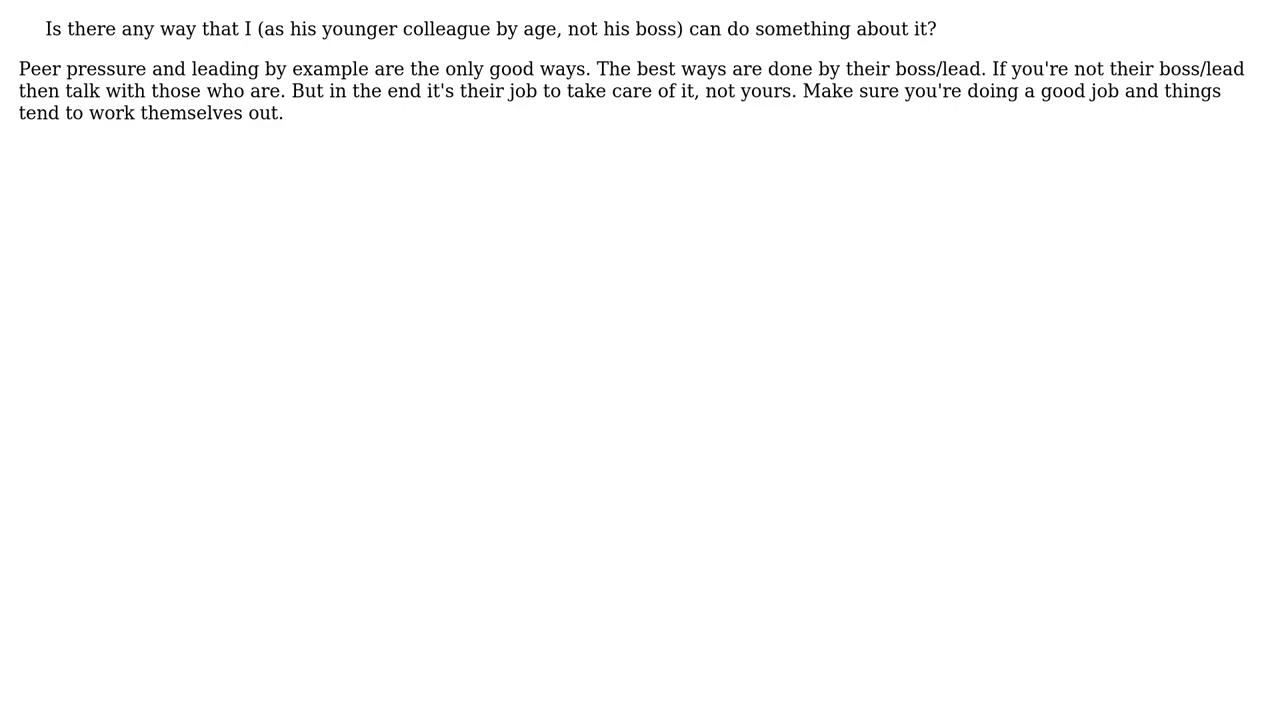 Is there any way that I (as his younger colleague by age, not his boss) can do something about it?
Peer pressure and leading by example are the only good ways. The best ways are done by their boss/lead. If you're not their boss/lead
then talk with those who are. But in the end it's their job to take care of it, not yours. Make sure you're doing a good job and things
tend to work themselves out.